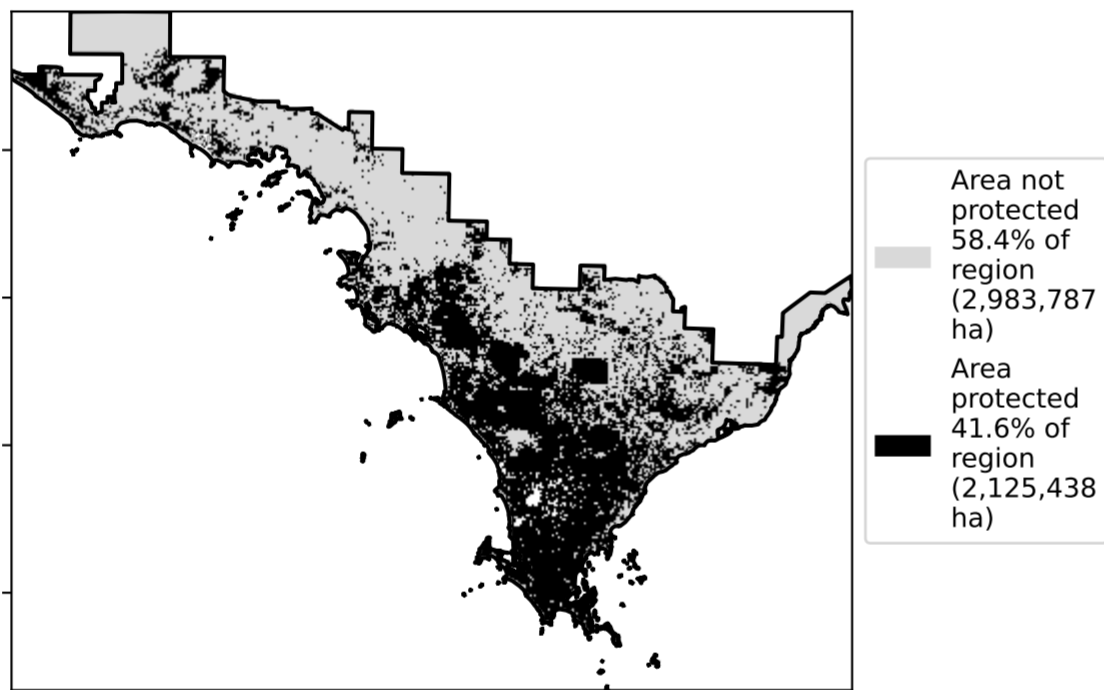 Area not
protected
58.4% of
region
(2,983,787
ha)
Area
protected
41.6% of
region
(2,125,438
ha)